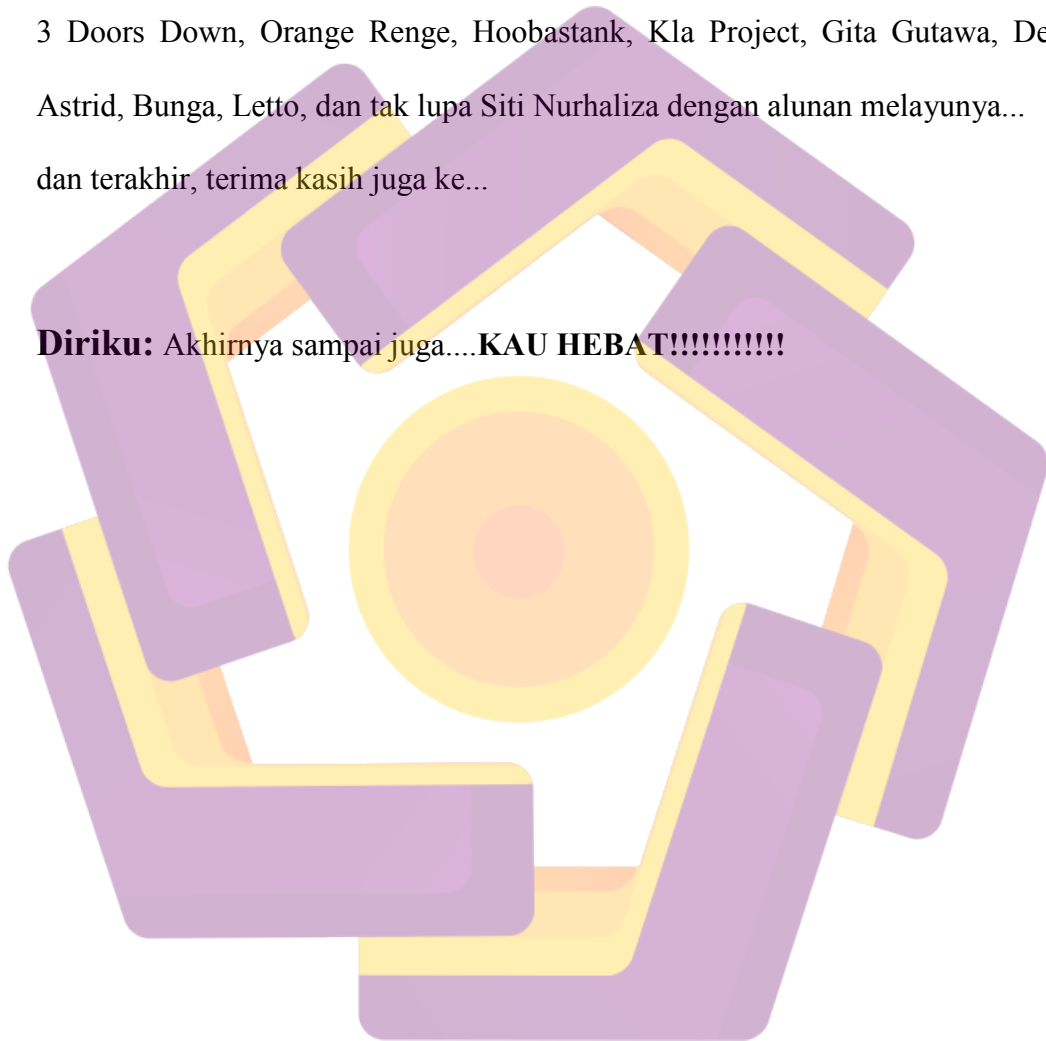 3 Doors Down, Orange Renge, Hoobastank, Kla Project, Gita Gutawa,
Astrid, Bunga, Letto, dan tak lupa Siti Nurhaliza dengan alunan melayunya...
dan terakhir, terima kasih juga ke...
Diriku: Akhirnya sampai juga....KAU HEBAT!!!!!!!!!!!